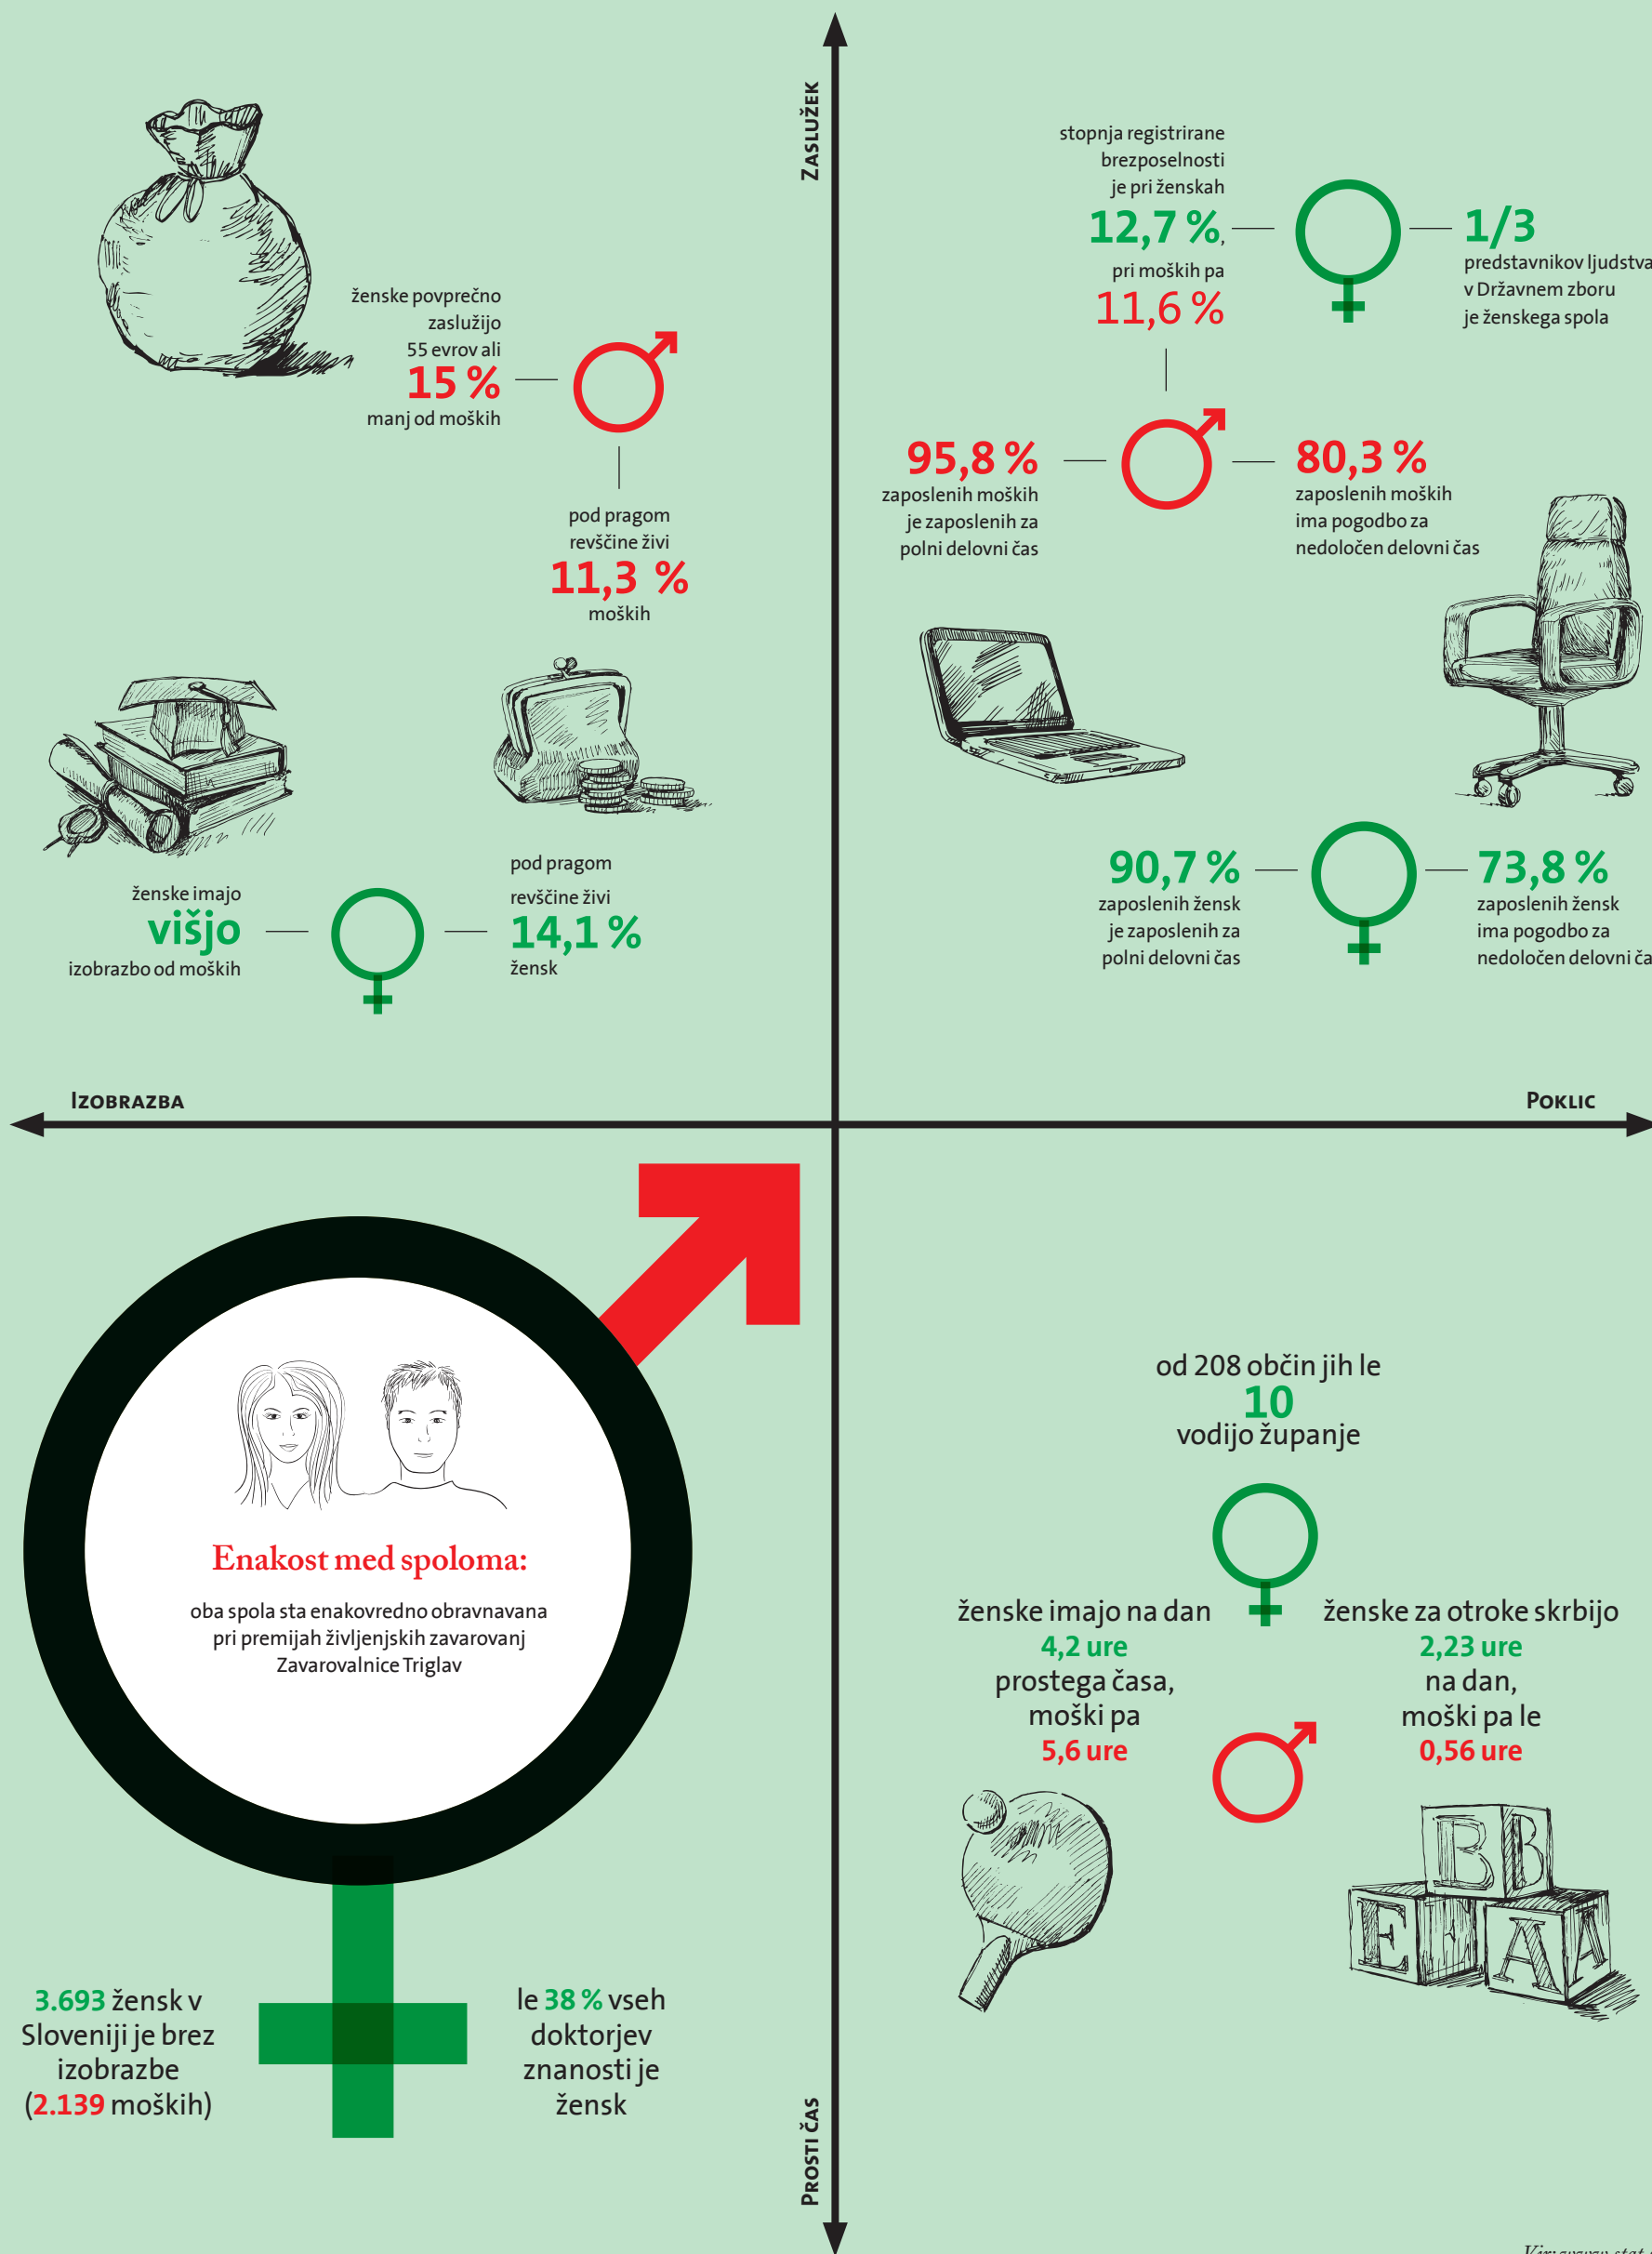 ZASLUŽEK
ženske povprečno
zaslužijo
55 evrov ali
15 %
manj od moških
pod pragom
revščine živi
11,3 %
moških
ženske imajo
višjo
izobrazbo od moških
pod pragom
revščine živi
14,1 %
žensk
stopnja registrirane
brezposelnosti
je pri ženskah
12,7 %,
pri moških pa
11,6 %
1/3
predstavnikov ljudstva
v Državnem zboru
je ženskega spola
95,8 %
zaposlenih moških
je zaposlenih za
polni delovni čas
80,3 %
zaposlenih moških
ima pogodbo za
nedoločen delovni čas
90,7 %
zaposlenih žensk
je zaposlenih za
polni delovni čas
73,8 %
zaposlenih žensk
ima pogodbo za
nedoločen delovni ča
IZOBRAZBA
POKLIC
Enakost med spoloma:
oba spola sta enakovredno obravnavana
pri premijah življenjskih zavarovanj
Zavarovalnice Triglav
3.693 žensk v
Sloveniji je brez
izobrazbe
(2.139 moških)
le 38 % vseh
doktorjev
znanosti je
žensk
od 208 občin jih le
10
vodijo županje
ženske imajo na dan
4,2 ure
prostega časa,
moški pa
5,6 ure
ženske za otroke skrbijo
2,23 ure
na dan,
moški pa le
0,56 ure
B B
E A A
PROSTI ČAS